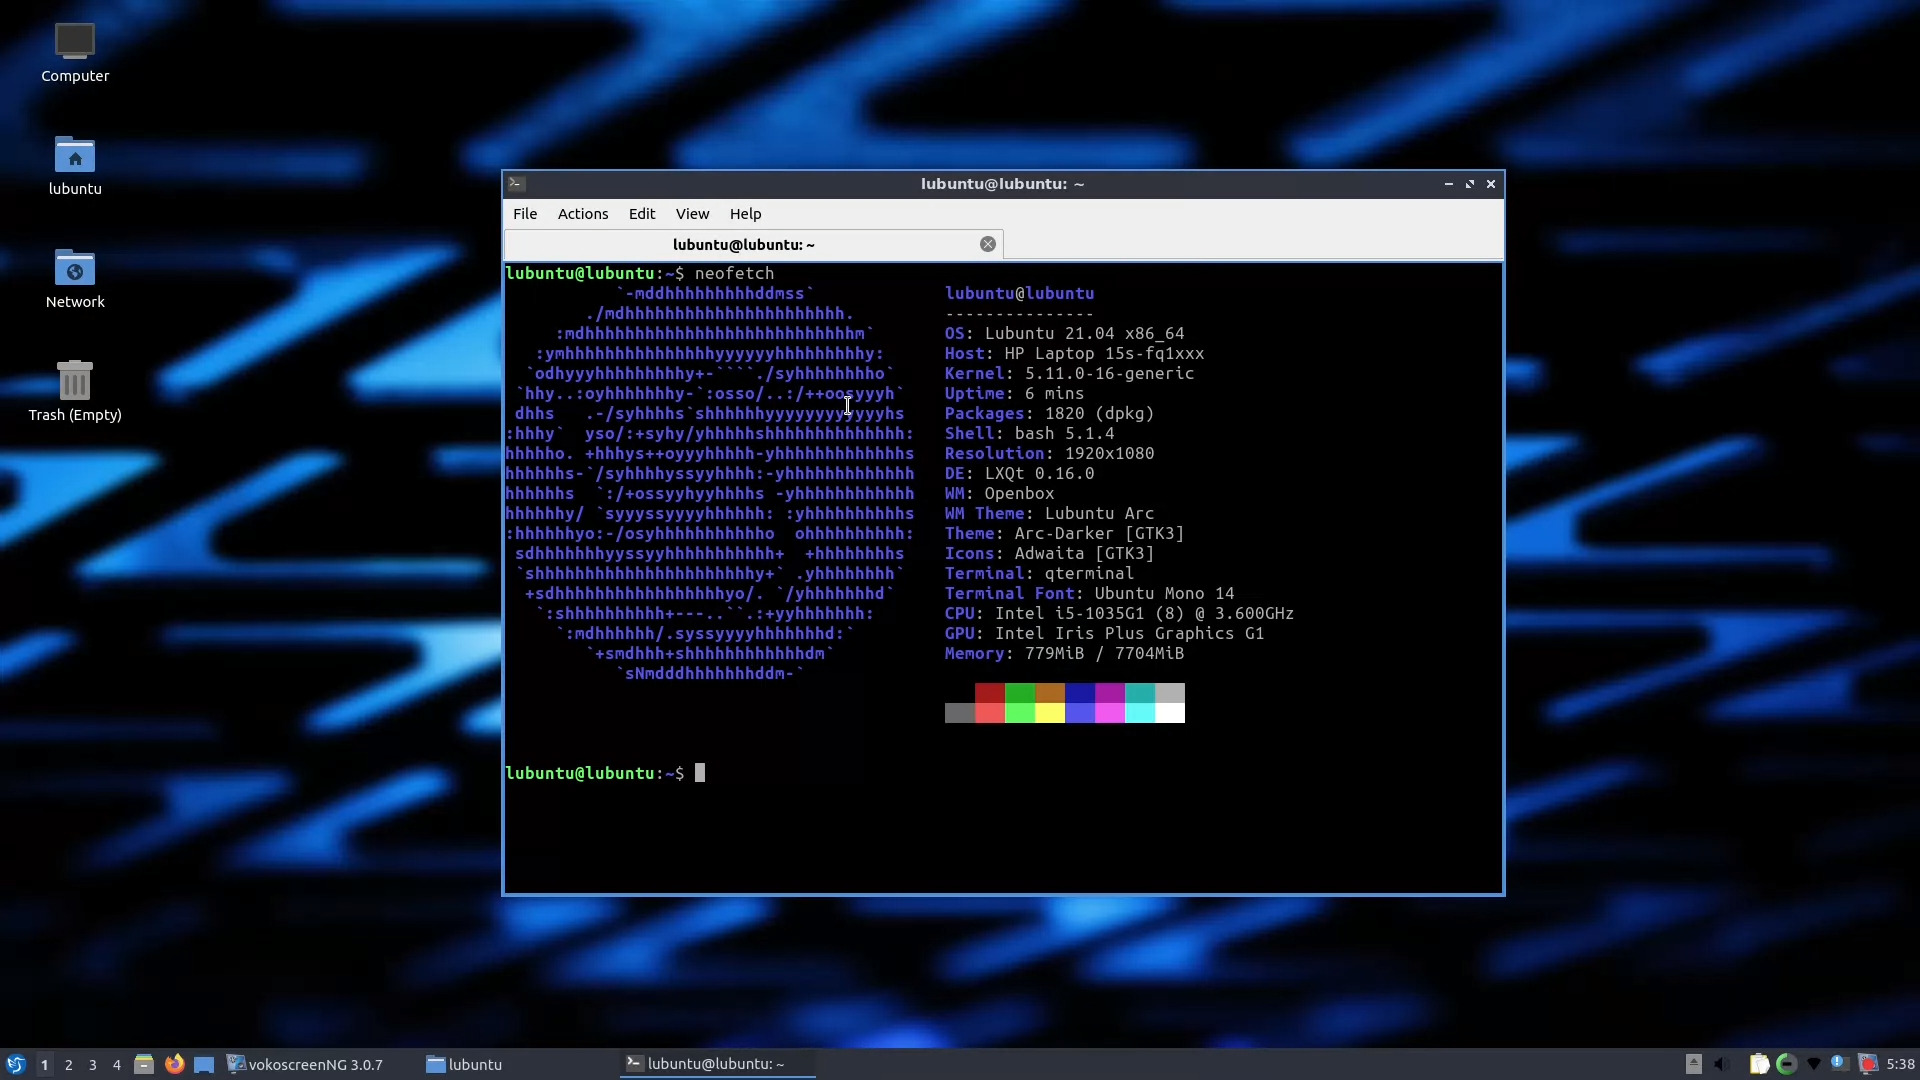 Computer
lubuntu
Network
Trash (Empty)
lubuntu@lubuntu: ~
File Actions Edit View Help
lubuntu@lubuntu: ~
lubuntu@lubuntu:~$ neofetch
`-mddhhhhhhhhhddmss` lubuntu@lubuntu
./mdhhhhhhhhhhhhhhhhhhhhhh. ---------------
:mdhhhhhhhhhhhhhhhhhhhhhhhhhhhm` OS: Lubuntu 21.04 x86_64
:ymhhhhhhhhhhhhhhhyyyyyyhhhhhhhhhhy: Host: HP Laptop 15s-fq1xxx
`odhyyyhhhhhhhhhy+-````./syhhhhhhhho` Kernel: 5.11.0-16-generic
`hhy..:oyhhhhhhhy-`:osso/..:/++oosyyyh` Uptime: 6 mins
dhhs   .-/syhhhhs`shhhhhhyyyyyyyyyyyyhs Packages: 1820 (dpkg)
:hhhy`  yso/:+syhy/yhhhhhshhhhhhhhhhhhhh: Shell: bash 5.1.4
hhhhho. +hhhys++oyyyhhhhh-yhhhhhhhhhhhhhs Resolution: 1920x1080
hhhhhhs-`/syhhhhyssyyhhhh:-yhhhhhhhhhhhhh DE: LXQt 0.16.0
hhhhhhs  `:/+ossyyhyyhhhhs -yhhhhhhhhhhhh WM: Openbox
hhhhhhy/ `syyyssyyyyhhhhhh: :yhhhhhhhhhhs WM Theme: Lubuntu Arc
:hhhhhhyo:-/osyhhhhhhhhhhho  ohhhhhhhhhh: Theme: Arc-Darker [GTK3]
sdhhhhhhhyyssyyhhhhhhhhhhh+  +hhhhhhhhs Icons: Adwaita [GTK3]
`shhhhhhhhhhhhhhhhhhhhhhy+` .yhhhhhhhh` Terminal: qterminal
+sdhhhhhhhhhhhhhhhhhyo/. `/yhhhhhhhd` Terminal Font: Ubuntu Mono 14
`:shhhhhhhhhh+---..``.:+yyhhhhhhh: CPU: Intel i5-1035G1 (8) @ 3.600GHz
`:mdhhhhhh/.syssyyyyhhhhhhhd:` GPU: Intel Iris Plus Graphics G1
`+smdhhh+shhhhhhhhhhhhdm` Memory: 779MiB / 7704MiB
`sNmdddhhhhhhhddm-`
lubuntu@lubuntu:~$
1 2 3 4 vokoscreenNG 3.0.7 lubuntu lubuntu@lubuntu: ~ 5:38